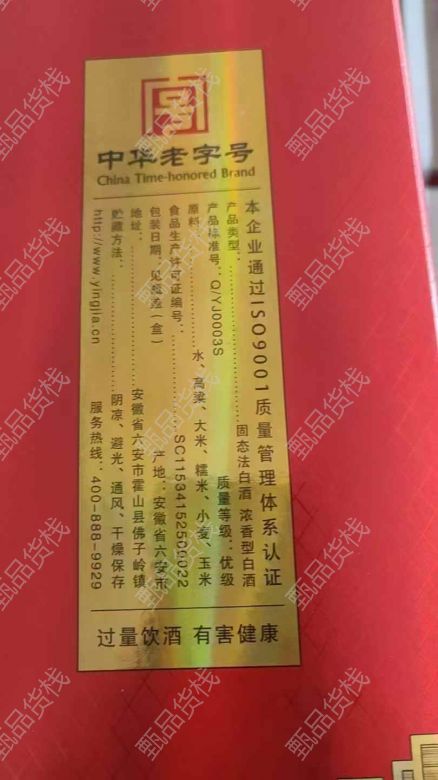 中华老字号
China Time-honored Brand
本企业通过ISO9001质量管理体系认证
产品类型：固态法白酒 浓香型白酒
产品标准号：Q/YJ0003S 质量等级：优级
原料：水、高粱、大米、糯米、小麦、玉米
食品生产许可证编号：SC11534152500022
包装日期：见瓶盖（盒） 产地：安徽省六安市
地址：安徽省六安市霍山县佛子岭镇
贮藏方法：阴凉、避光、通风、干燥保存
http://www.yingjia.cn 服务热线：400-888-9929
过量饮酒 有害健康
甄品货栈